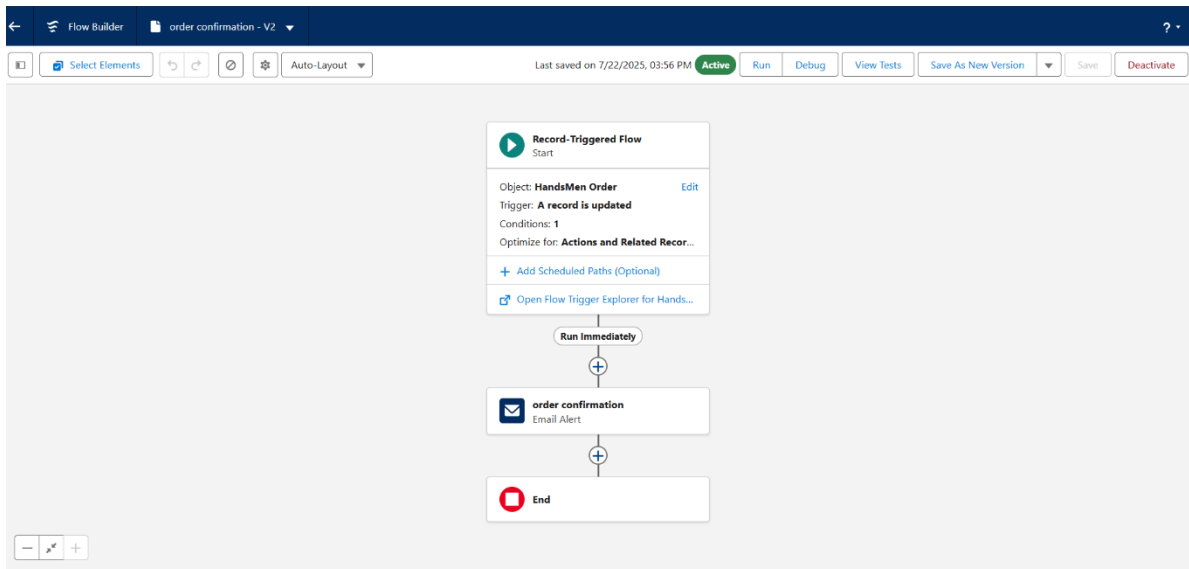 Flow Builder
order confirmation - V2
? 
Select Elements
Auto-Layout
Last saved on 7/22/2025, 03:56 PM
Active
Run
Debug
View Tests
Save As New Version
Save
Deactivate
Record-Triggered Flow
Start
Object: HandsMen Order
Edit
Trigger: A record is updated
Conditions: 1
Optimize for: Actions and Related Recor...
+ Add Scheduled Paths (Optional)
Open Flow Trigger Explorer for Hands...
Run Immediately
order confirmation
Email Alert
End